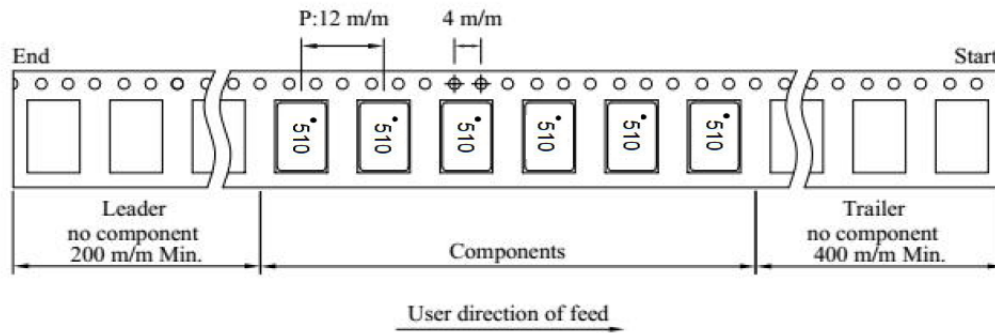 P:12 m/m
4 m/m
End
Start
510
510
510
510
510
510
Leader
no component
200 m/m Min.
Components
Trailer
no component
400 m/m Min.
User direction of feed